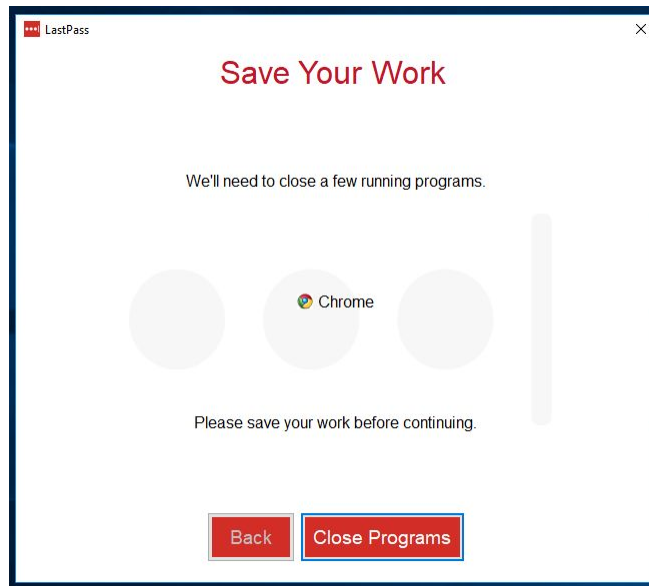 LastPass
Save Your Work
We'll need to close a few running programs.
Chrome
Please save your work before continuing.
Back
Close Programs